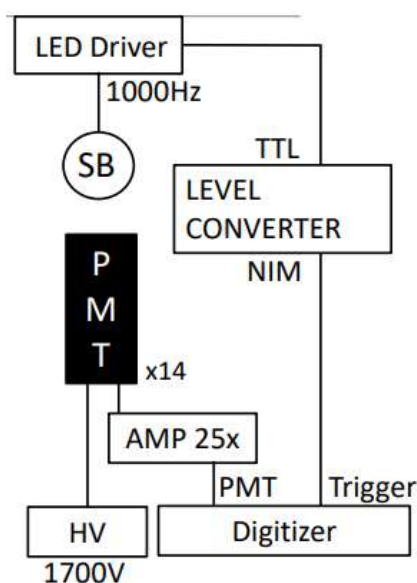 LED Driver
1000Hz
SB
TTL
LEVEL
CONVERTER
NIM
P
M
T
x14
AMP 25x
PMT
Trigger
HV
Digitizer
1700V